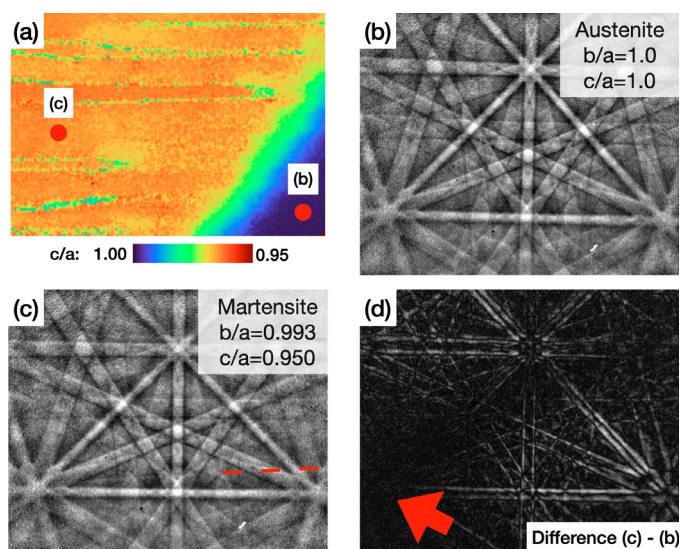 (a)
(c)
(b)
c/a: 1.00 0.95
(b)
Austenite
b/a=1.0
c/a=1.0
(c)
Martensite
b/a=0.993
c/a=0.950
(d)
Difference (c) - (b)